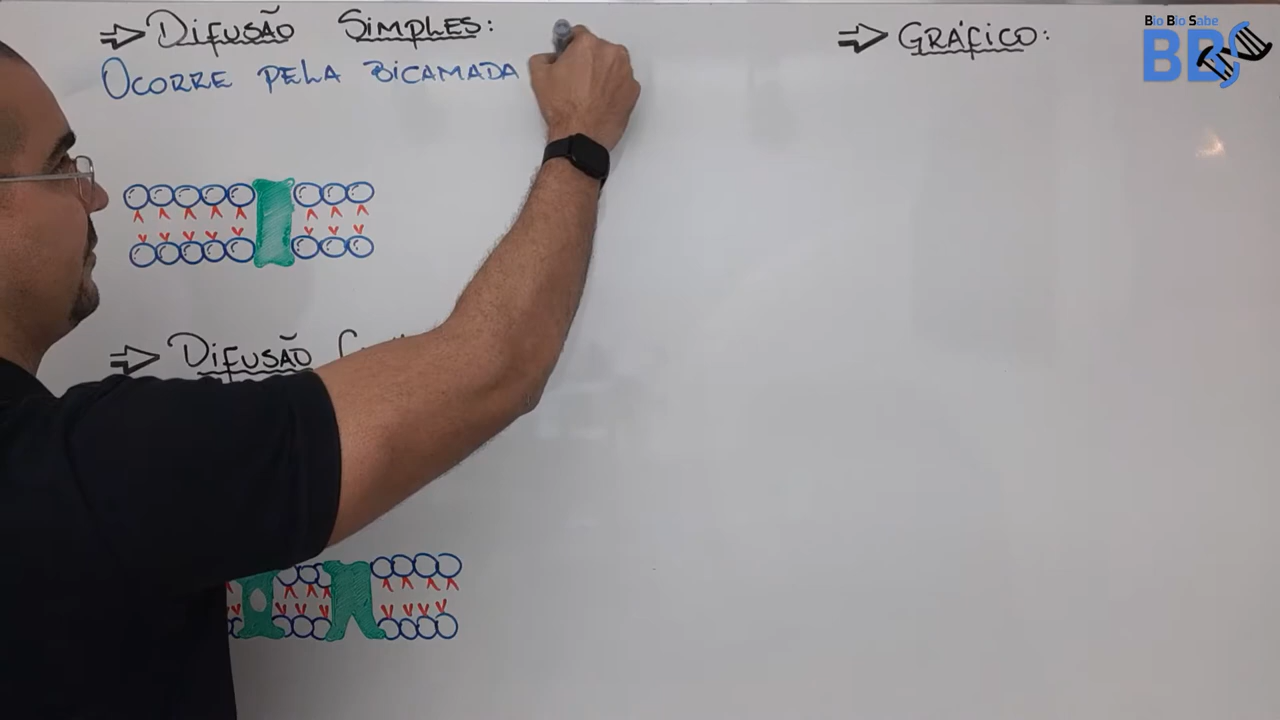 ⇒ Difusão Simples:
Ocorre pela bicamada
⇒ Difusão
⇒ Gráfico:
Bio Bio Sabe
BBS